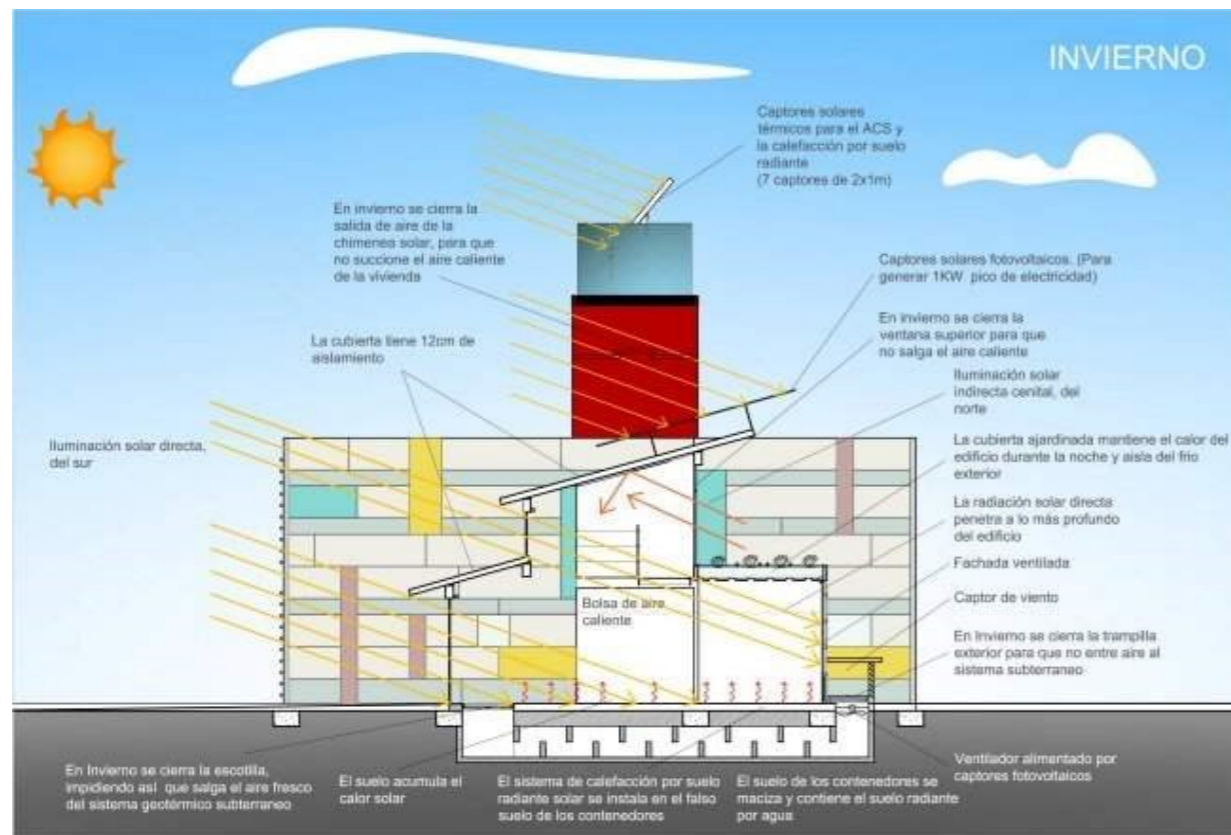 INVIERNO
Captores solares
térmicos para el ACS y
la calefacción por suelo
radiante
(7 captores de 2x1m)
En invierno se cierra la
salida de aire de la
chimenea solar, para que
no succione el aire caliente
de la vivienda
Captores solares fotovoltaicos. (Para
generar 1KW pico de electricidad)
En invierno se cierra la
ventana superior para que
no salga el aire caliente
La cubierta tiene 12cm de
aislamiento
Iluminación solar
indirecta cenital, del
norte
Iluminación solar directa,
del sur
La cubierta ajardinada mantiene el calor del
edificio durante la noche y aisla del frío
exterior
La radiación solar directa
penetra a lo más profundo
del edificio
Fachada ventilada
Captor de viento
Bolsa de aire
caliente
En Invierno se cierra la trampilla
exterior para que no entre aire al
sistema subterraneo
En Invierno se cierra la escotilla,
impidiendo así que salga el aire fresco
del sistema geotérmico subterraneo
El suelo acumula el
calor solar
El sistema de calefacción por suelo
radiante solar se instala en el falso
suelo de los contenedores
El suelo de los contenedores se
maciza y contiene el suelo radiante
por agua
Ventilador alimentado por
captores fotovoltaicos